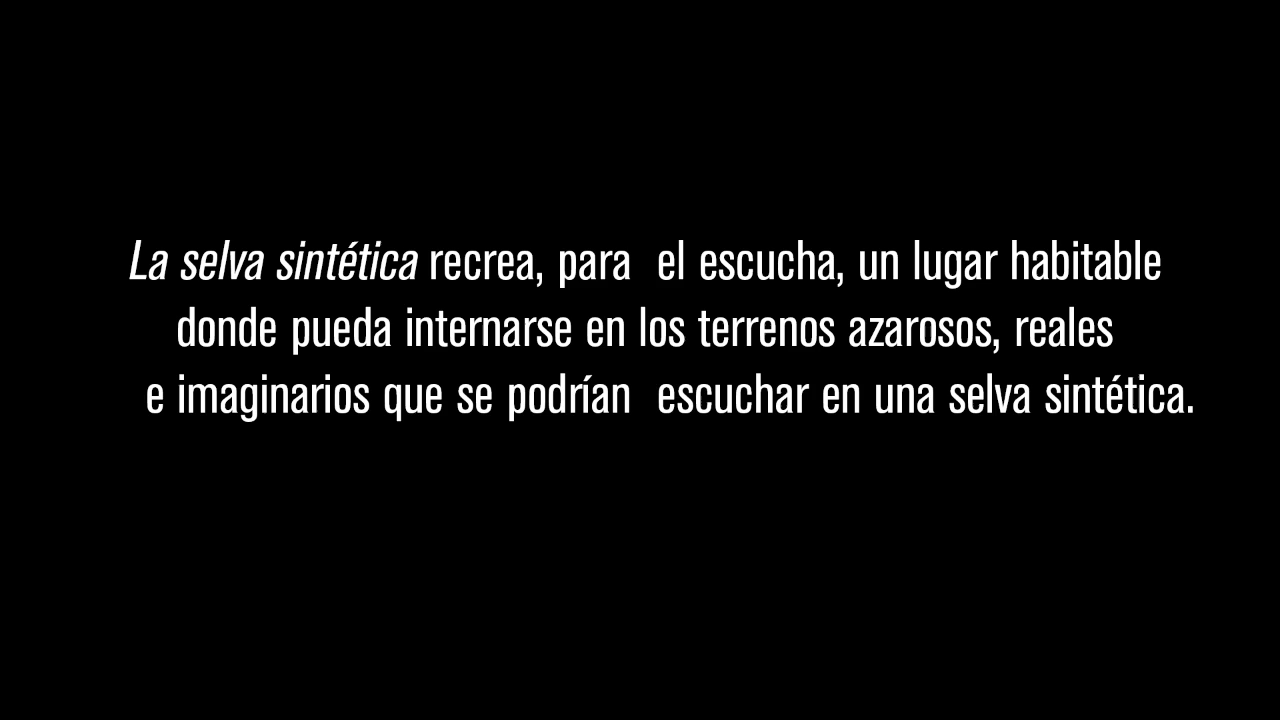 La selva sintética recrea, para  el escucha, un lugar habitable
donde pueda internarse en los terrenos azarosos, reales
e imaginarios que se podrían  escuchar en una selva sintética.